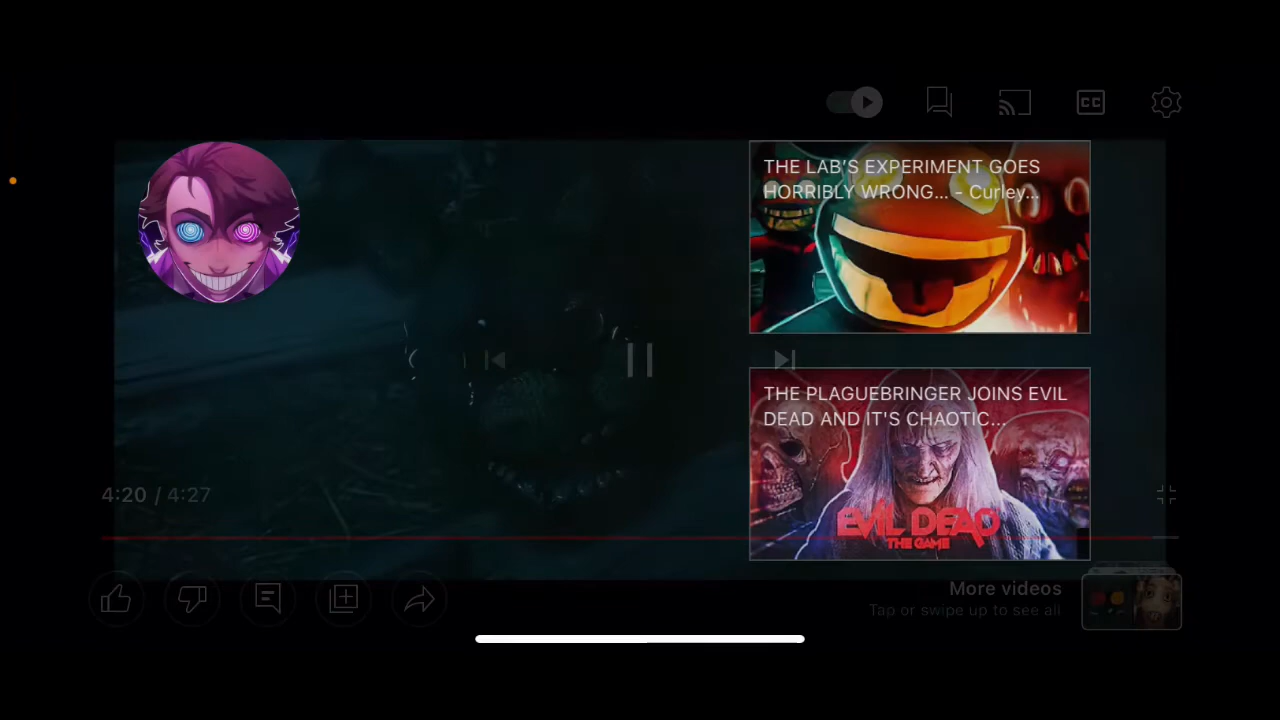 CC
THE LAB'S EXPERIMENT GOES
HORRIBLY WRONG... - Curley...
THE PLAGUEBRINGER JOINS EVIL
DEAD AND IT'S CHAOTIC...
EVIL DEAD
THE GAME
4:20 / 4:27
More videos
Tap or swipe up to see all